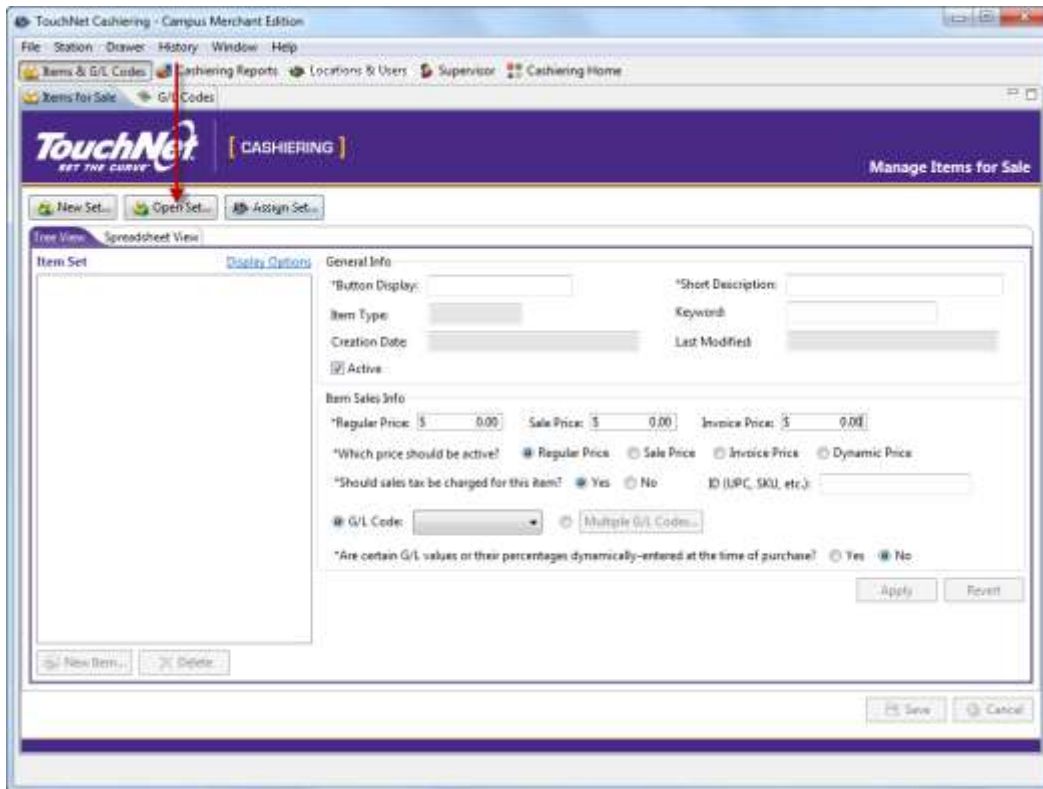 TouchNet Cashiering - Campus Merchant Edition
File Station Drawer History Window Help
Items & G/L Codes Cashiering Reports Locations & Users Supervisor Cashiering Home
Items for Sale G/L Codes
TouchNet [ CASHIERING ]
SET THE CURVE
Manage Items for Sale
New Set... Open Set... Assign Set...
Tree View Spreadsheet View
Item Set Display Options General Info
*Button Display: *Short Description:
Item Type: Keyword:
Creation Date: Last Modified:
Active
Item Sales Info
*Regular Price: $ 0.00 Sale Price: $ 0.00 Invoice Price: $ 0.00
*Which price should be active? Regular Price Sale Price Invoice Price Dynamic Price
*Should sales tax be charged for this item? Yes No ID (UPC, SKU, etc.):
G/L Code: Multiple G/L Codes...
*Are certain G/L values or their percentages dynamically-entered at the time of purchase? Yes No
Apply Revert
New Item... Delete
Save Cancel